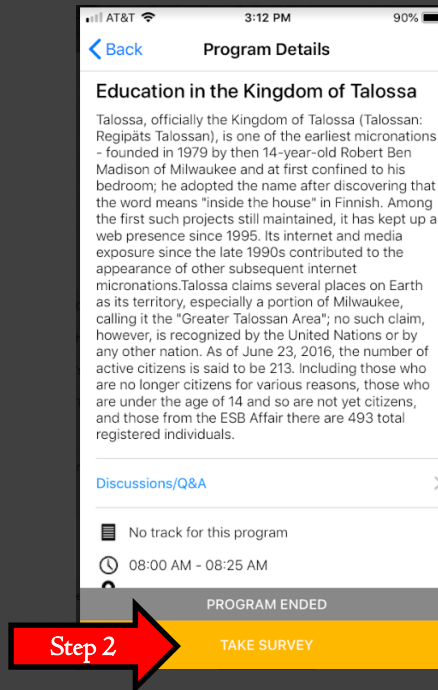 AT&T 3:12 PM 90%
Back Program Details
Education in the Kingdom of Talossa
Talossa, officially the Kingdom of Talossa (Talossan:
Regipäts Talossan), is one of the earliest micronations
- founded in 1979 by then 14-year-old Robert Ben
Madison of Milwaukee and at first confined to his
bedroom; he adopted the name after discovering that
the word means "inside the house" in Finnish. Among
the first such projects still maintained, it has kept up a
web presence since 1995. Its internet and media
exposure since the late 1990s contributed to the
appearance of other subsequent internet
micronations.Talossa claims several places on Earth
as its territory, especially a portion of Milwaukee,
calling it the "Greater Talossan Area"; no such claim,
however, is recognized by the United Nations or by
any other nation. As of June 23, 2016, the number of
active citizens is said to be 213. Including those who
are no longer citizens for various reasons, those who
are under the age of 14 and so are not yet citizens,
and those from the ESB Affair there are 493 total
registered individuals.
Discussions/Q&A
No track for this program
08:00 AM - 08:25 AM
PROGRAM ENDED
Step 2 TAKE SURVEY